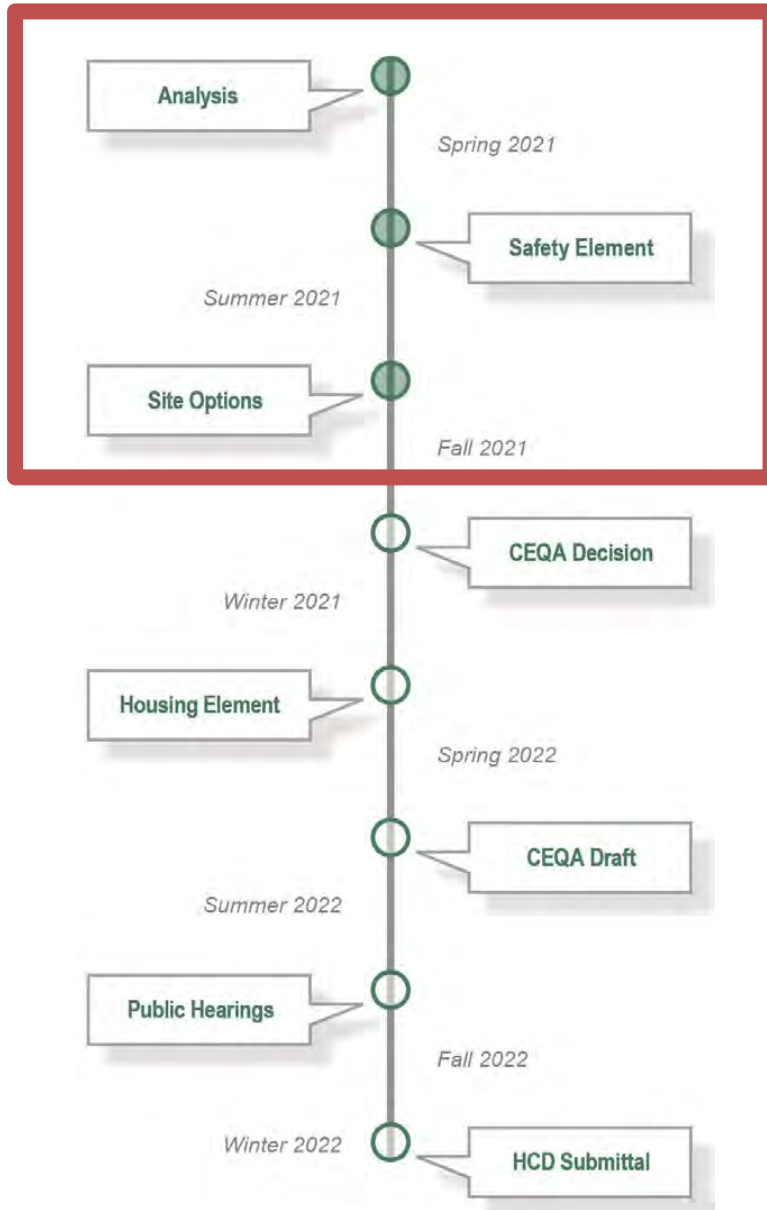 Analysis
Spring 2021
Safety Element
Summer 2021
Site Options
Fall 2021
CEQA Decision
Winter 2021
Housing Element
Spring 2022
CEQA Draft
Summer 2022
Public Hearings
Fall 2022
Winter 2022
HCD Submittal